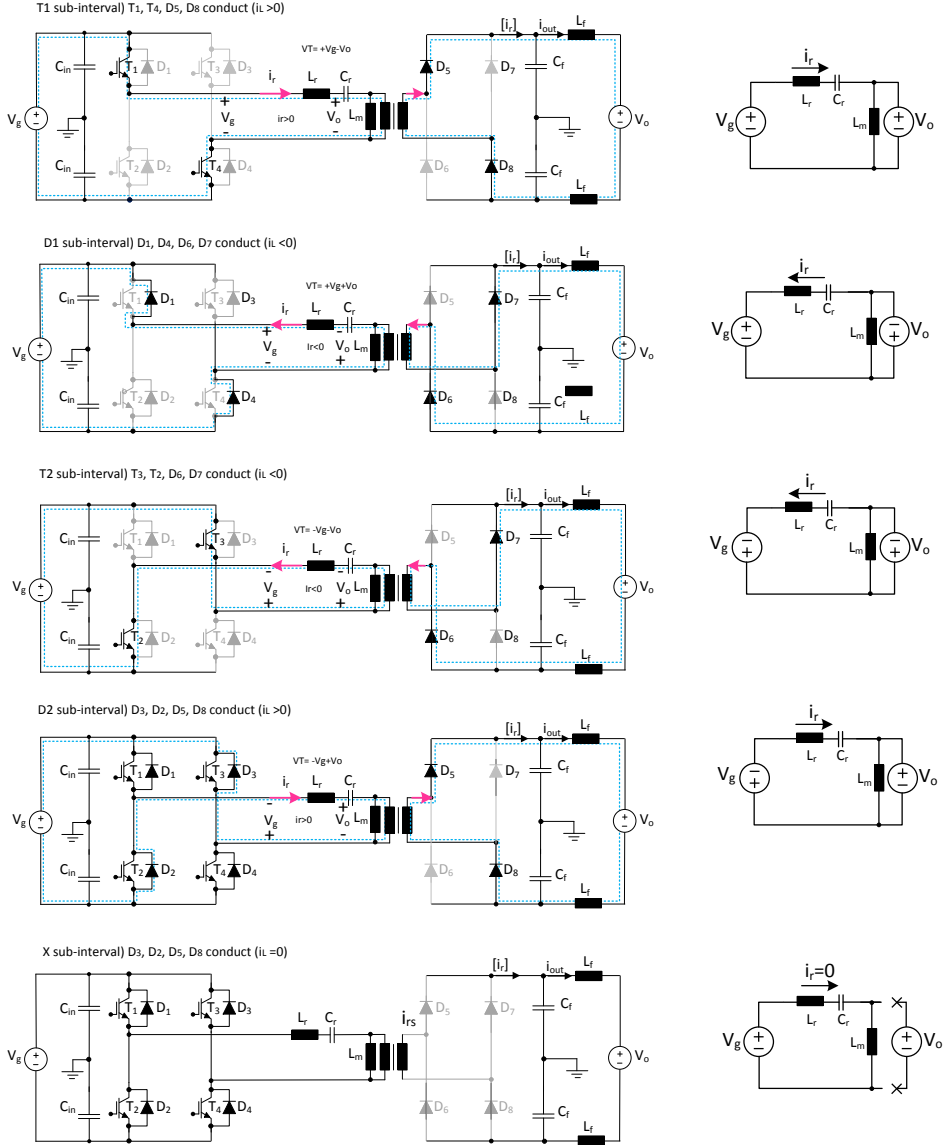 T1 sub-interval) T1, T4, D5, D8 conduct (iL >0)
VT= +Vg-Vo
[ir] iout Lf
Cin T1 D1 T3 D3 ir Lr Cr D5 D7 Cf
Vg + Vg - ir>0 + Vo - Lm Vo
Cin T2 D2 T4 D4 D6 D8 Cf
Lf
ir
Lr Cr
Vg Lm Vo
D1 sub-interval) D1, D4, D6, D7 conduct (iL <0)
VT= +Vg+Vo
[ir] iout Lf
Cin T1 D1 T3 D3 ir Lr Cr D5 D7 Cf
Vg + Vg - Ir<0 - Vo + Lm Vo
Cin T2 D2 T4 D4 D6 D8 Cf
Lf
ir
Lr Cr
Vg Lm Vo
T2 sub-interval) T3, T2, D6, D7 conduct (iL <0)
VT= -Vg-Vo
[ir] iout Lf
Cin T1 D1 T3 D3 ir Lr Cr D5 D7 Cf
Vg - Vg + Ir<0 - Vo + Lm Vo
Cin T2 D2 T4 D4 D6 D8 Cf
Lf
ir
Lr Cr
Vg Lm Vo
D2 sub-interval) D3, D2, D5, D8 conduct (iL >0)
VT= -Vg+Vo
[ir] iout Lf
Cin T1 D1 T3 D3 ir Lr Cr D5 D7 Cf
Vg - Vg + ir>0 + Vo - Lm Vo
Cin T2 D2 T4 D4 D6 D8 Cf
Lf
ir
Lr Cr
Vg Lm Vo
X sub-interval) D3, D2, D5, D8 conduct (iL =0)
[ir] iout Lf
Cin T1 D1 T3 D3 Lr Cr irs D5 D7 Cf
Vg Lm Vo
Cin T2 D2 T4 D4 D6 D8 Cf
Lf
ir=0
Lr Cr
Vg Lm Vo